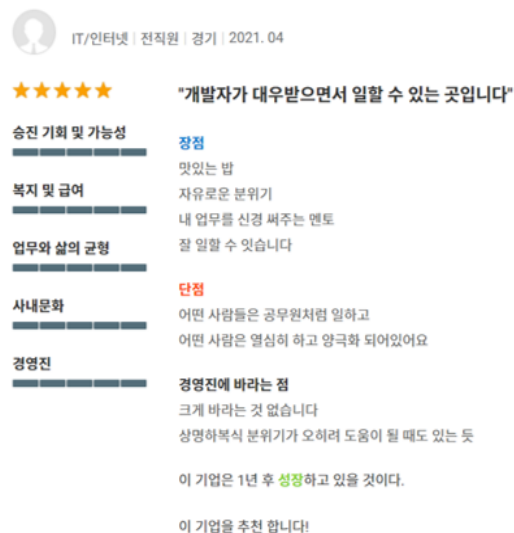 IT/인터넷 | 전직원 | 경기 | 2021. 04
"개발자가 대우받으면서 일할 수 있는 곳입니다"
승진 기회 및 가능성
복지 및 급여
업무와 삶의 균형
사내문화
경영진
장점
맛있는 밥
자유로운 분위기
내 업무를 신경 써주는 멘토
잘 일할 수 잇습니다
단점
어떤 사람들은 공무원처럼 일하고
어떤 사람은 열심히 하고 양극화 되어있어요
경영진에 바라는 점
크게 바라는 것 없습니다
상명하복식 분위기가 오히려 도움이 될 때도 있는 듯
이 기업은 1년 후 성장하고 있을 것이다.
이 기업을 추천 합니다!